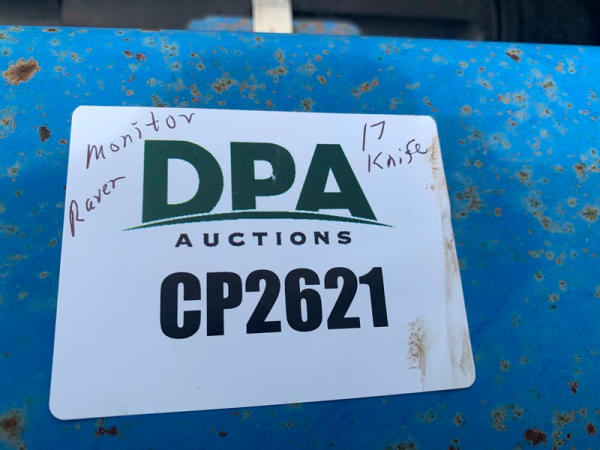 monitor
Raven
17
Knife
DPA
AUCTIONS
CP2621